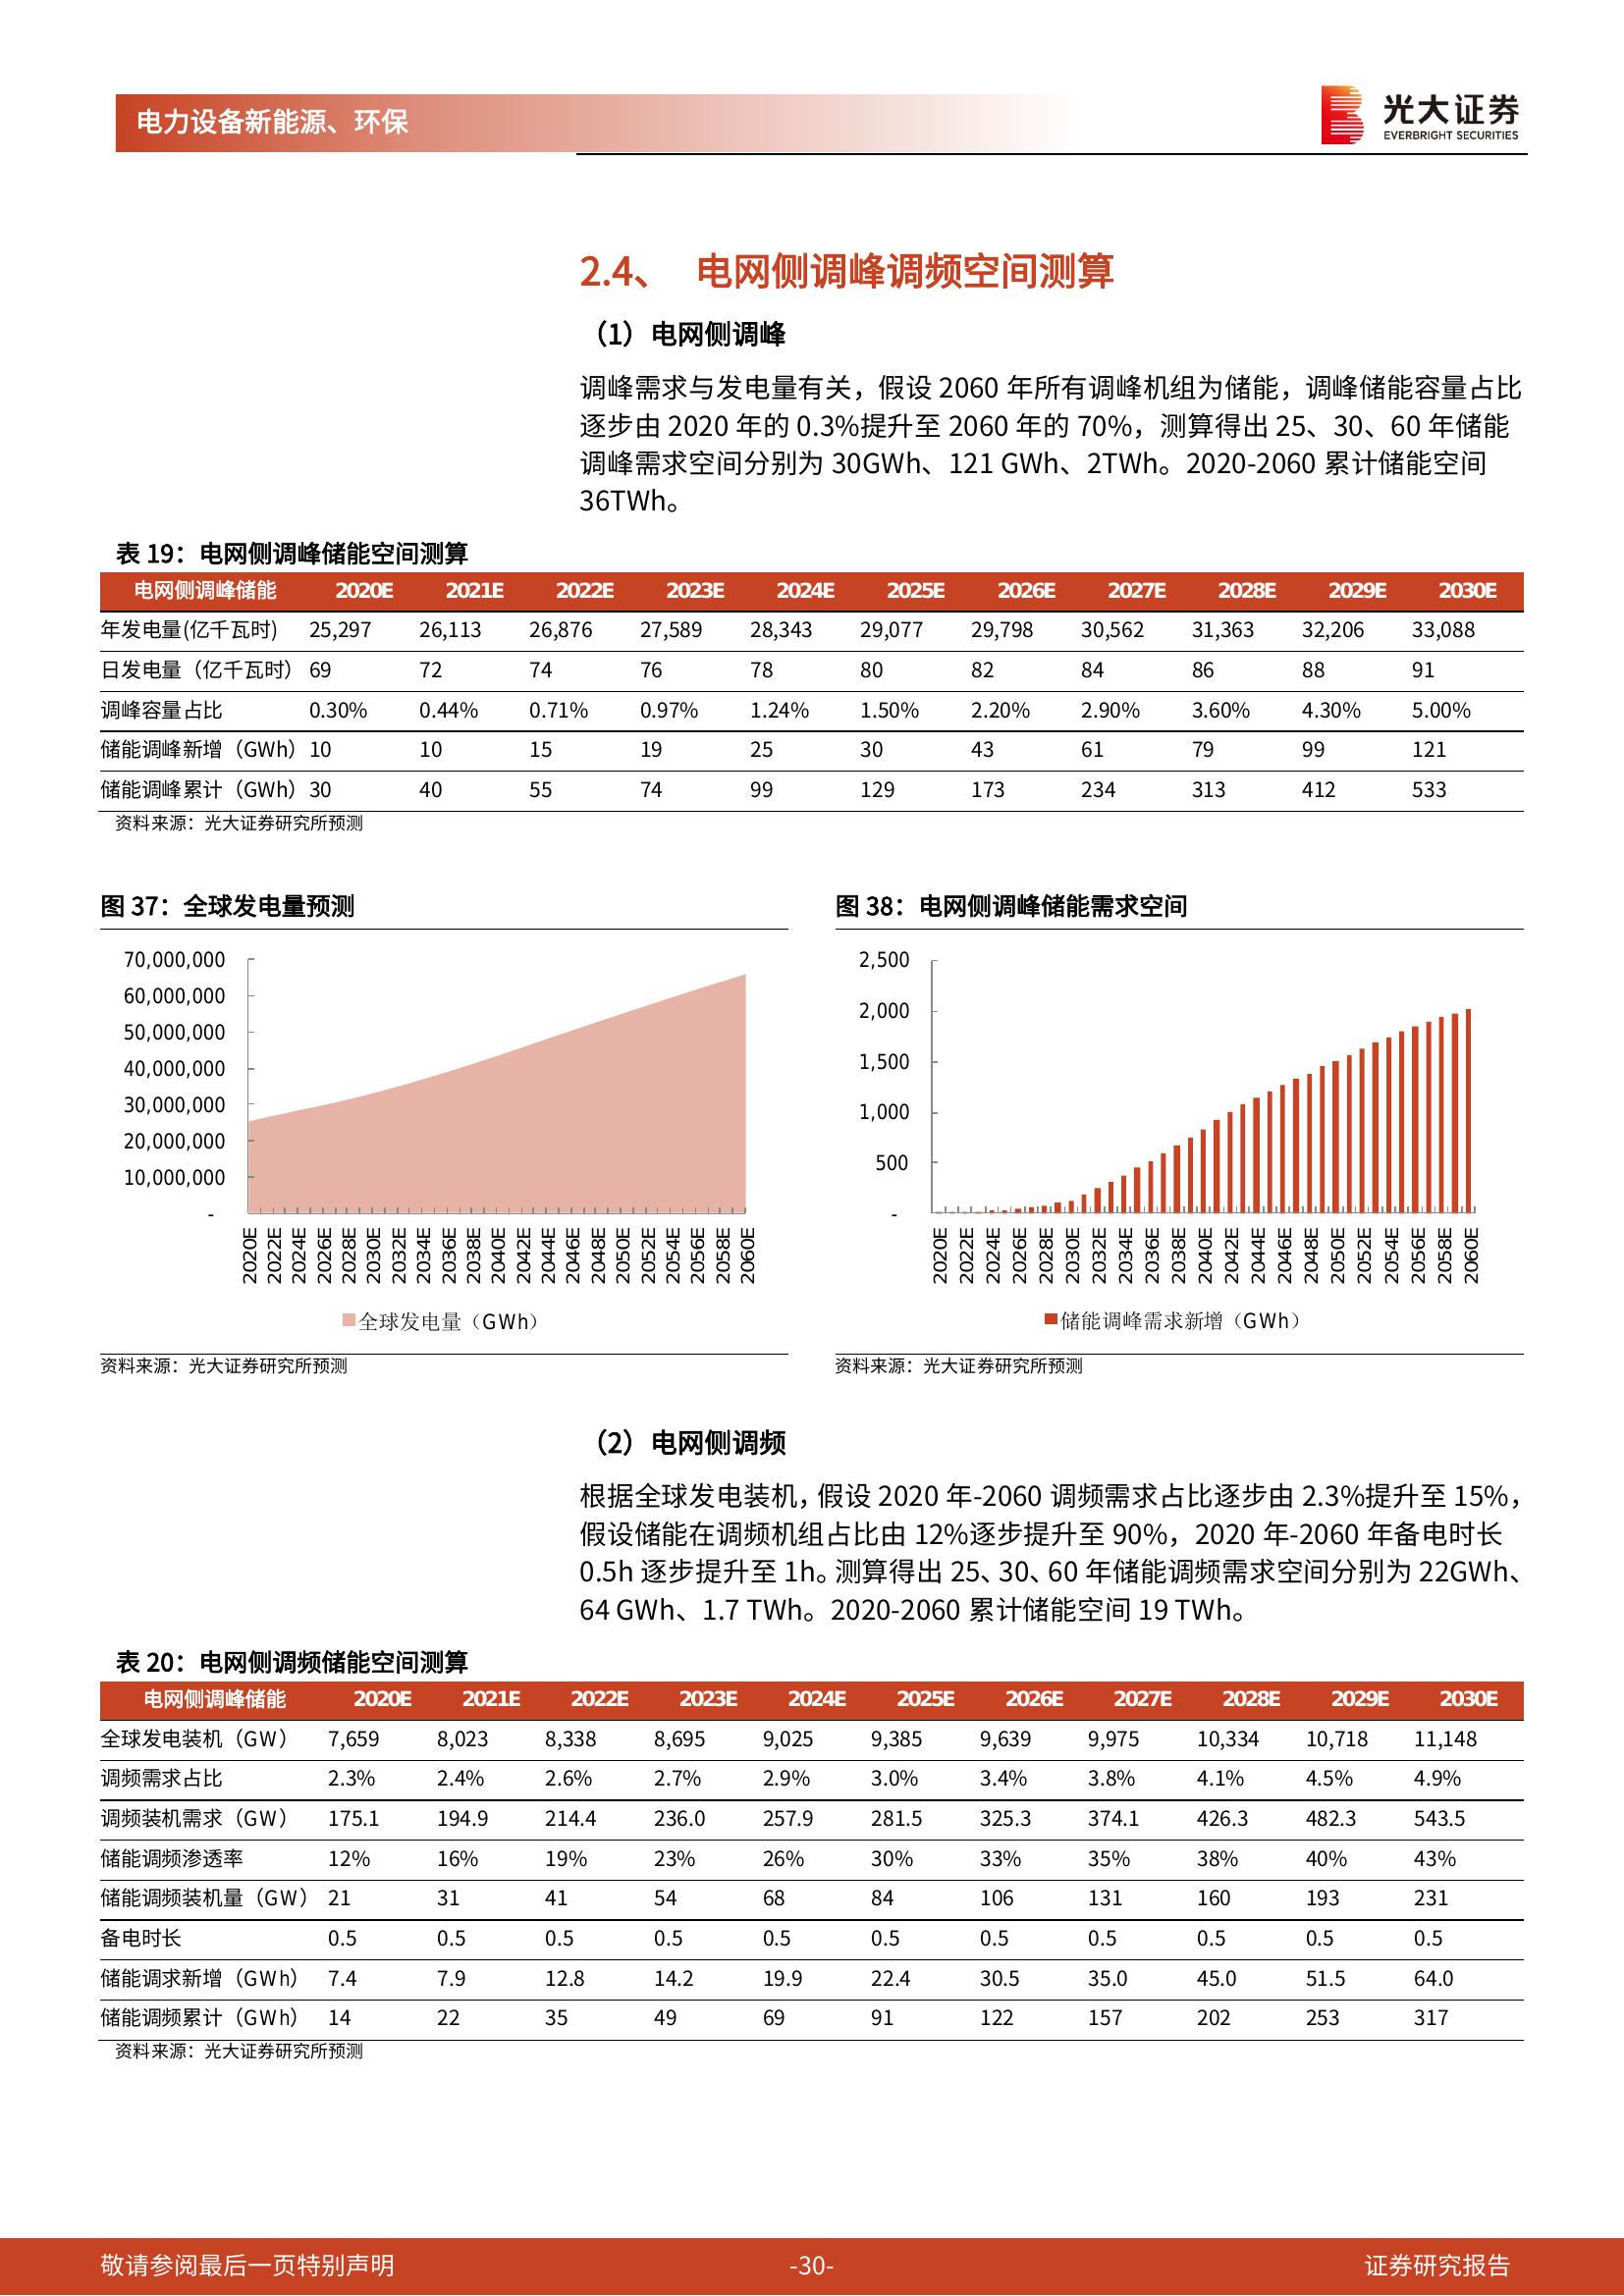 电力设备新能源、环保
光大证券
EVERBRIGHT SECURITIES
2.4、 电网侧调峰调频空间测算
（1）电网侧调峰
调峰需求与发电量有关，假设 2060 年所有调峰机组为储能，调峰储能容量占比
逐步由 2020 年的 0.3%提升至 2060 年的 70%，测算得出 25、30、60 年储能
调峰需求空间分别为 30GWh、121 GWh、2TWh。2020-2060 累计储能空间
36TWh。
表 19：电网侧调峰储能空间测算
电网侧调峰储能 2020E 2021E 2022E 2023E 2024E 2025E 2026E 2027E 2028E 2029E 2030E
年发电量(亿千瓦时) 25,297 26,113 26,876 27,589 28,343 29,077 29,798 30,562 31,363 32,206 33,088
日发电量（亿千瓦时） 69 72 74 76 78 80 82 84 86 88 91
调峰容量占比 0.30% 0.44% 0.71% 0.97% 1.24% 1.50% 2.20% 2.90% 3.60% 4.30% 5.00%
储能调峰新增（GWh） 10 10 15 19 25 30 43 61 79 99 121
储能调峰累计（GWh） 30 40 55 74 99 129 173 234 313 412 533
资料来源：光大证券研究所预测
图 37：全球发电量预测
70,000,000
60,000,000
50,000,000
40,000,000
30,000,000
20,000,000
10,000,000
-
2020E 2022E 2024E 2026E 2028E 2030E 2032E 2034E 2036E 2038E 2040E 2042E 2044E 2046E 2048E 2050E 2052E 2054E 2056E 2058E 2060E
全球发电量（GWh）
资料来源：光大证券研究所预测
图 38：电网侧调峰储能需求空间
2,500
2,000
1,500
1,000
500
-
2020E 2022E 2024E 2026E 2028E 2030E 2032E 2034E 2036E 2038E 2040E 2042E 2044E 2046E 2048E 2050E 2052E 2054E 2056E 2058E 2060E
储能调峰需求新增（GWh）
资料来源：光大证券研究所预测
（2）电网侧调频
根据全球发电装机，假设 2020 年-2060 调频需求占比逐步由 2.3%提升至 15%，
假设储能在调频机组占比由 12%逐步提升至 90%，2020 年-2060 年备电时长
0.5h 逐步提升至 1h。测算得出 25、30、60 年储能调频需求空间分别为 22GWh、
64 GWh、1.7 TWh。2020-2060 累计储能空间 19 TWh。
表 20：电网侧调频储能空间测算
电网侧调峰储能 2020E 2021E 2022E 2023E 2024E 2025E 2026E 2027E 2028E 2029E 2030E
全球发电装机（GW） 7,659 8,023 8,338 8,695 9,025 9,385 9,639 9,975 10,334 10,718 11,148
调频需求占比 2.3% 2.4% 2.6% 2.7% 2.9% 3.0% 3.4% 3.8% 4.1% 4.5% 4.9%
调频装机需求（GW） 175.1 194.9 214.4 236.0 257.9 281.5 325.3 374.1 426.3 482.3 543.5
储能调频渗透率 12% 16% 19% 23% 26% 30% 33% 35% 38% 40% 43%
储能调频装机量（GW） 21 31 41 54 68 84 106 131 160 193 231
备电时长 0.5 0.5 0.5 0.5 0.5 0.5 0.5 0.5 0.5 0.5 0.5
储能调求新增（GWh） 7.4 7.9 12.8 14.2 19.9 22.4 30.5 35.0 45.0 51.5 64.0
储能调频累计（GWh） 14 22 35 49 69 91 122 157 202 253 317
资料来源：光大证券研究所预测
敬请参阅最后一页特别声明 -30- 证券研究报告